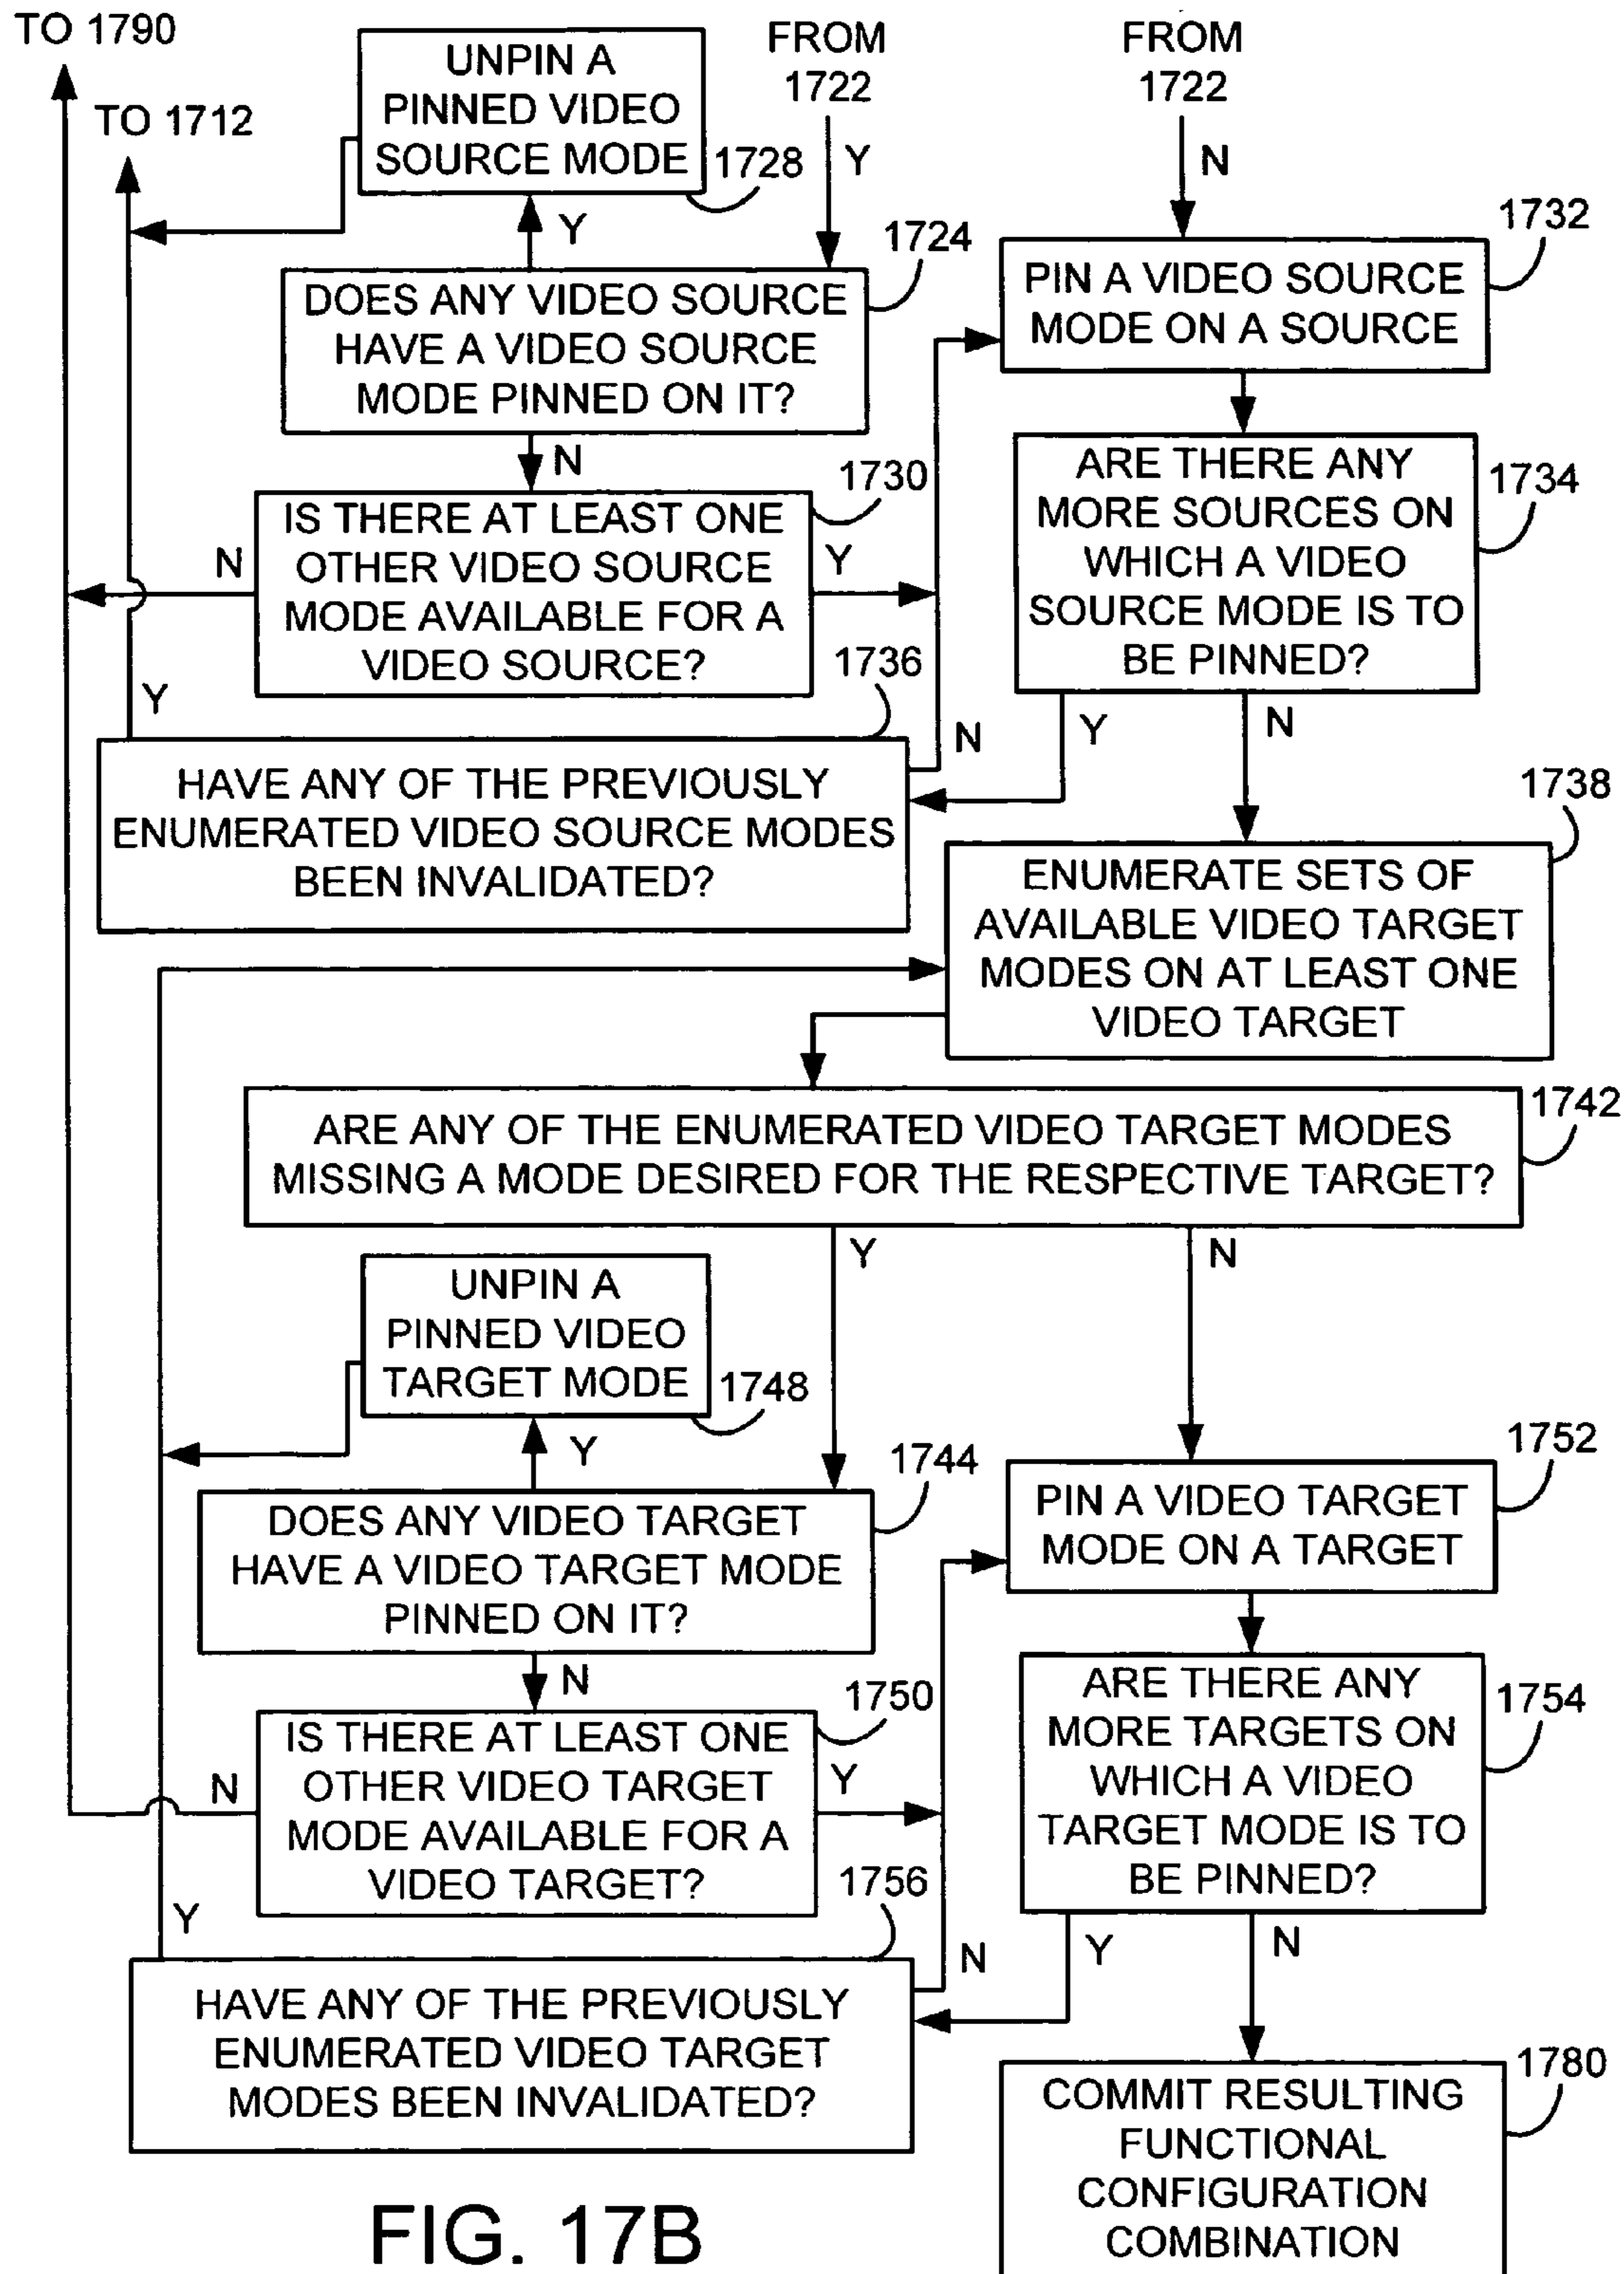 TO 1790
TO 1712
UNPIN A
PINNED VIDEO
SOURCE MODE
1728
Y
FROM
1722
Y
FROM
1722
N
1724
DOES ANY VIDEO SOURCE
HAVE A VIDEO SOURCE
MODE PINNED ON IT?
N
1732
PIN A VIDEO SOURCE
MODE ON A SOURCE
1730
IS THERE AT LEAST ONE
OTHER VIDEO SOURCE
MODE AVAILABLE FOR A
VIDEO SOURCE?
N
Y
1734
ARE THERE ANY
MORE SOURCES ON
WHICH A VIDEO
SOURCE MODE IS TO
BE PINNED?
Y
N
1736
Y
N
HAVE ANY OF THE PREVIOUSLY
ENUMERATED VIDEO SOURCE MODES
BEEN INVALIDATED?
1738
ENUMERATE SETS OF
AVAILABLE VIDEO TARGET
MODES ON AT LEAST ONE
VIDEO TARGET
1742
ARE ANY OF THE ENUMERATED VIDEO TARGET MODES
MISSING A MODE DESIRED FOR THE RESPECTIVE TARGET?
Y
N
UNPIN A
PINNED VIDEO
TARGET MODE
1748
Y
1744
DOES ANY VIDEO TARGET
HAVE A VIDEO TARGET MODE
PINNED ON IT?
N
1752
PIN A VIDEO TARGET
MODE ON A TARGET
1750
IS THERE AT LEAST ONE
OTHER VIDEO TARGET
MODE AVAILABLE FOR A
VIDEO TARGET?
N
Y
1754
ARE THERE ANY
MORE TARGETS ON
WHICH A VIDEO
TARGET MODE IS TO
BE PINNED?
Y
N
1756
Y
N
HAVE ANY OF THE PREVIOUSLY
ENUMERATED VIDEO TARGET
MODES BEEN INVALIDATED?
1780
COMMIT RESULTING
FUNCTIONAL
CONFIGURATION
COMBINATION
FIG. 17B